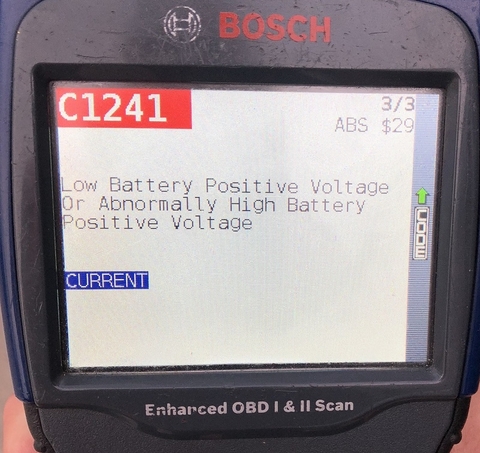 BOSCH
C1241
3/3
ABS $29
Low Battery Positive Voltage
Or Abnormally High Battery
Positive Voltage
CODE
CURRENT
Enhanced OBD I & II Scan